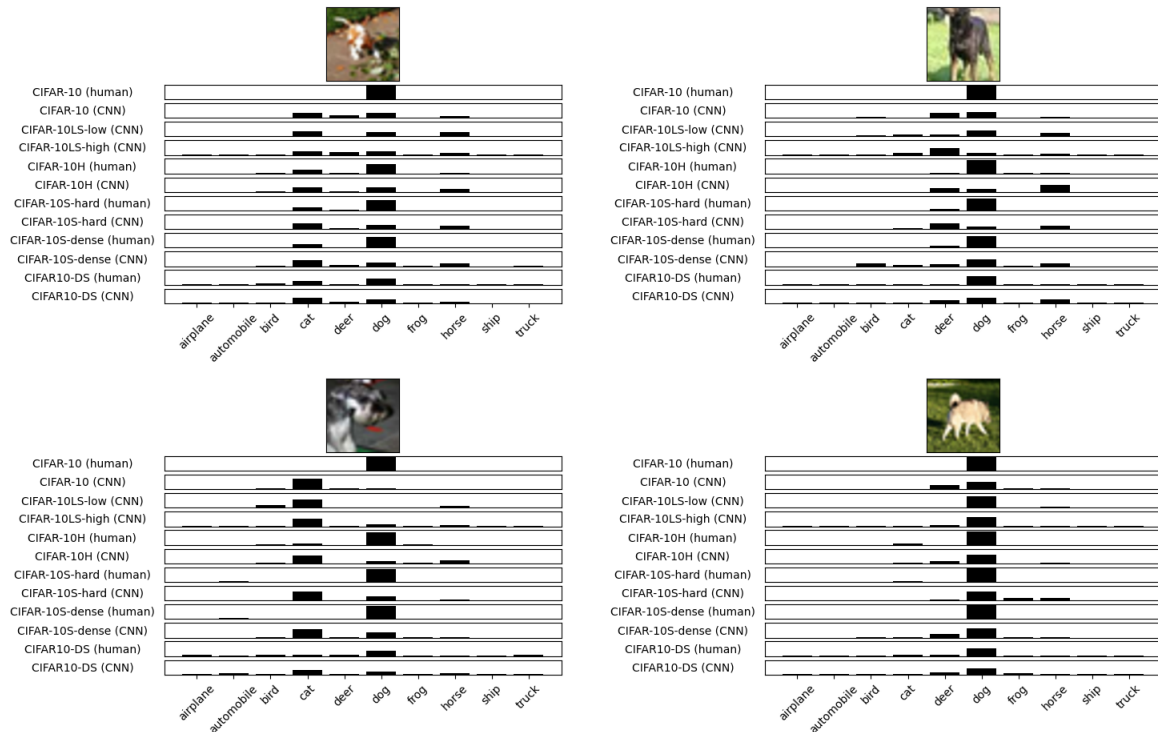 CIFAR-10 (human)
CIFAR-10 (CNN)
CIFAR-10LS-low (CNN)
CIFAR-10LS-high (CNN)
CIFAR-10H (human)
CIFAR-10H (CNN)
CIFAR-10S-hard (human)
CIFAR-10S-hard (CNN)
CIFAR-10S-dense (human)
CIFAR-10S-dense (CNN)
CIFAR10-DS (human)
CIFAR10-DS (CNN)
airplane automobile bird cat deer dog frog horse ship truck
CIFAR-10 (human)
CIFAR-10 (CNN)
CIFAR-10LS-low (CNN)
CIFAR-10LS-high (CNN)
CIFAR-10H (human)
CIFAR-10H (CNN)
CIFAR-10S-hard (human)
CIFAR-10S-hard (CNN)
CIFAR-10S-dense (human)
CIFAR-10S-dense (CNN)
CIFAR10-DS (human)
CIFAR10-DS (CNN)
airplane automobile bird cat deer dog frog horse ship truck
CIFAR-10 (human)
CIFAR-10 (CNN)
CIFAR-10LS-low (CNN)
CIFAR-10LS-high (CNN)
CIFAR-10H (human)
CIFAR-10H (CNN)
CIFAR-10S-hard (human)
CIFAR-10S-hard (CNN)
CIFAR-10S-dense (human)
CIFAR-10S-dense (CNN)
CIFAR10-DS (human)
CIFAR10-DS (CNN)
airplane automobile bird cat deer dog frog horse ship truck
CIFAR-10 (human)
CIFAR-10 (CNN)
CIFAR-10LS-low (CNN)
CIFAR-10LS-high (CNN)
CIFAR-10H (human)
CIFAR-10H (CNN)
CIFAR-10S-hard (human)
CIFAR-10S-hard (CNN)
CIFAR-10S-dense (human)
CIFAR-10S-dense (CNN)
CIFAR10-DS (human)
CIFAR10-DS (CNN)
airplane automobile bird cat deer dog frog horse ship truck